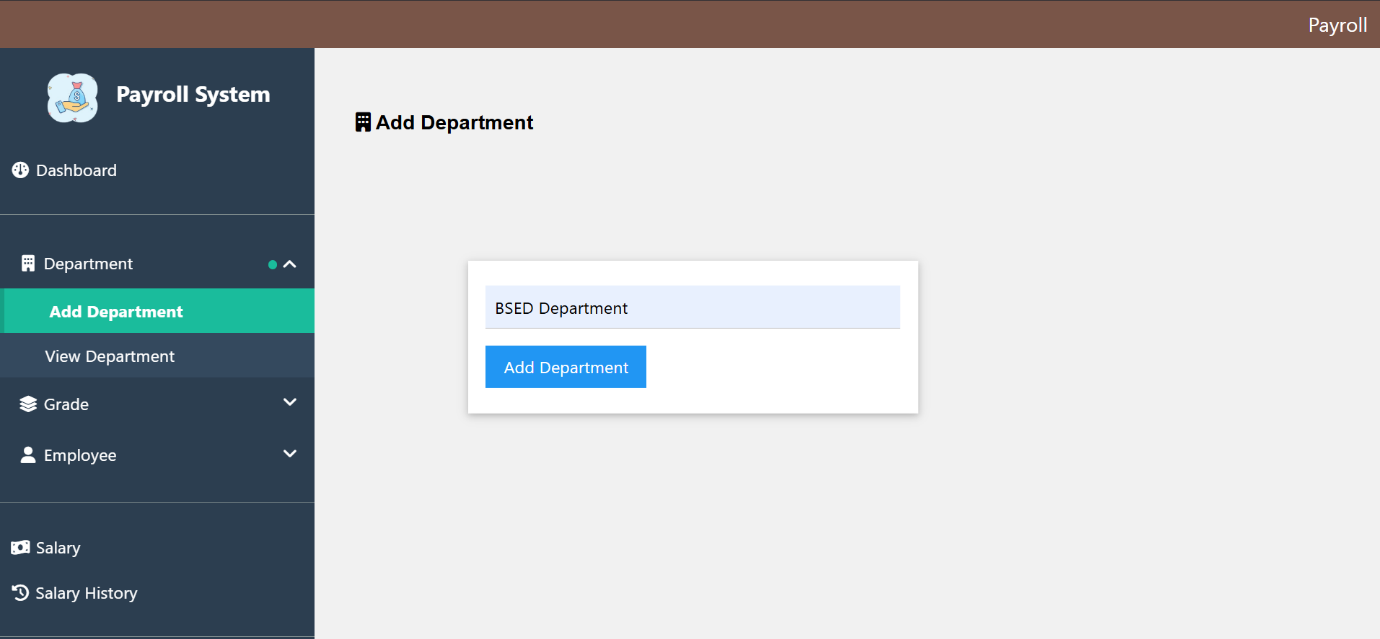 Payroll
Payroll System
Dashboard
Department
Add Department
View Department
Grade
Employee
Salary
Salary History
Add Department
BSED Department
Add Department